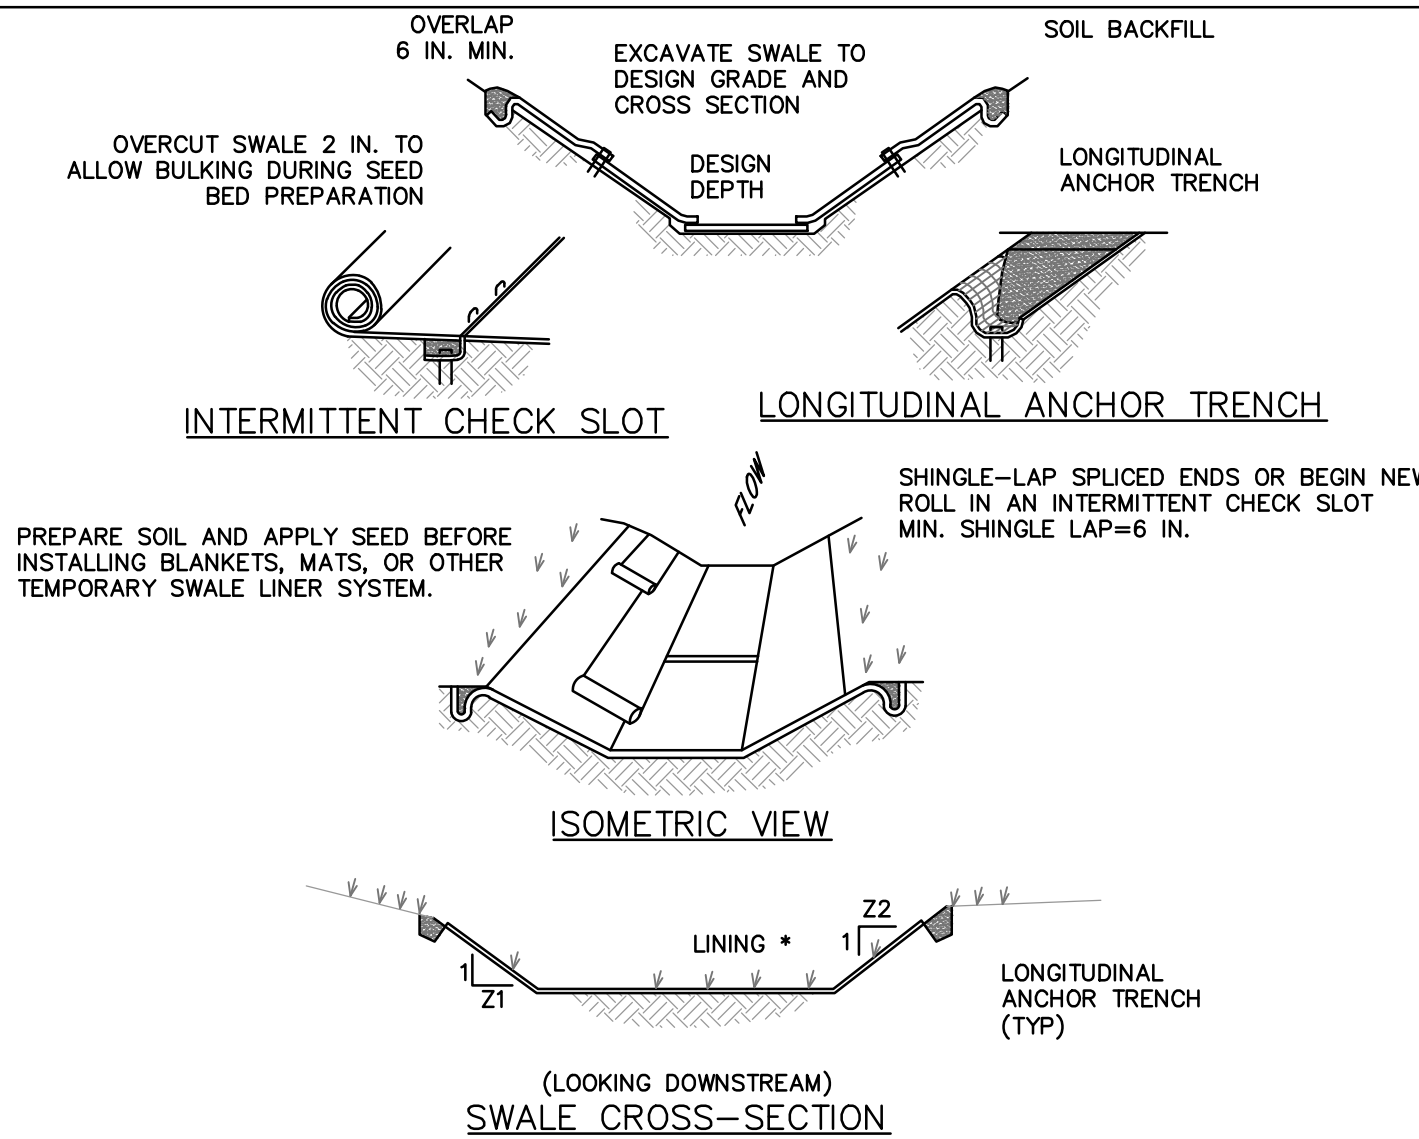 OVERLAP
6 IN. MIN.
EXCAVATE SWALE TO
DESIGN GRADE AND
CROSS SECTION
SOIL BACKFILL
OVERCUT SWALE 2 IN. TO
ALLOW BULKING DURING SEED
BED PREPARATION
DESIGN
DEPTH
LONGITUDINAL
ANCHOR TRENCH
INTERMITTENT CHECK SLOT
LONGITUDINAL ANCHOR TRENCH
FLOW
SHINGLE-LAP SPLICED ENDS OR BEGIN NEW
ROLL IN AN INTERMITTENT CHECK SLOT
MIN. SHINGLE LAP=6 IN.
PREPARE SOIL AND APPLY SEED BEFORE
INSTALLING BLANKETS, MATS, OR OTHER
TEMPORARY SWALE LINER SYSTEM.
ISOMETRIC VIEW
Z2
1
LINING *
1
Z1
LONGITUDINAL
ANCHOR TRENCH
(TYP)
(LOOKING DOWNSTREAM)
SWALE CROSS-SECTION